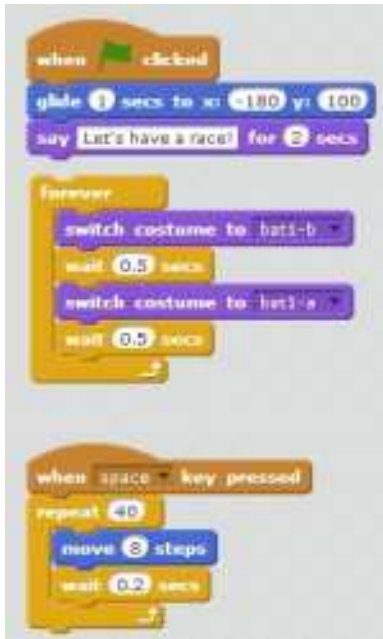 when clicked
glide 1 secs to x: -180 y: 100
say Let's have a race! for 2 secs
forever
switch costume to bat1-b
wait 0.5 secs
switch costume to bat1-a
wait 0.5 secs
when space key pressed
repeat 40
move 8 steps
wait 0.2 secs